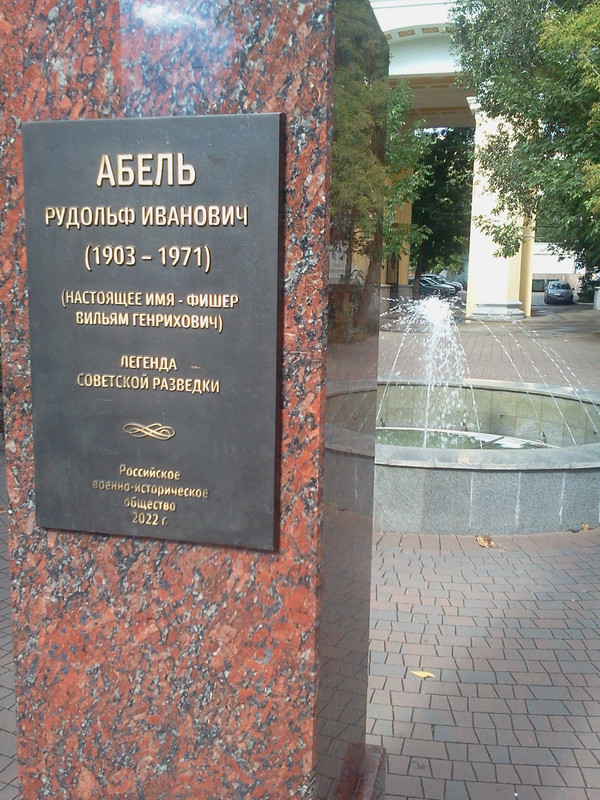 АБЕЛЬ
РУДОЛЬФ ИВАНОВИЧ
(1903 – 1971)
(НАСТОЯЩЕЕ ИМЯ - ФИШЕР
ВИЛЬЯМ ГЕНРИХОВИЧ)
ЛЕГЕНДА
СОВЕТСКОЙ РАЗВЕДКИ
Российское
военно-историческое
общество
2022 г.